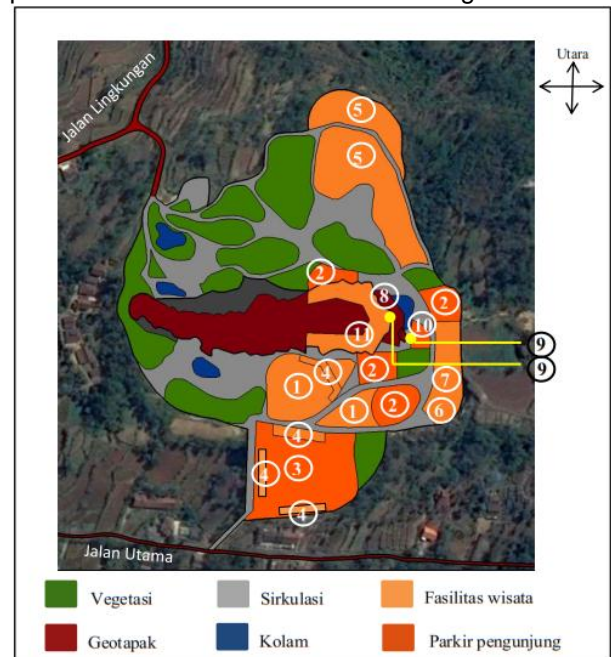 Utara
Jalan Lingkungan
5
5
2
8
2
11
10
9
9
4
2
1
7
1
2
6
4
3
4
4
Jalan Utama
Vegetasi
Sirkulasi
Fasilitas wisata
Geotapak
Kolam
Parkir pengunjung